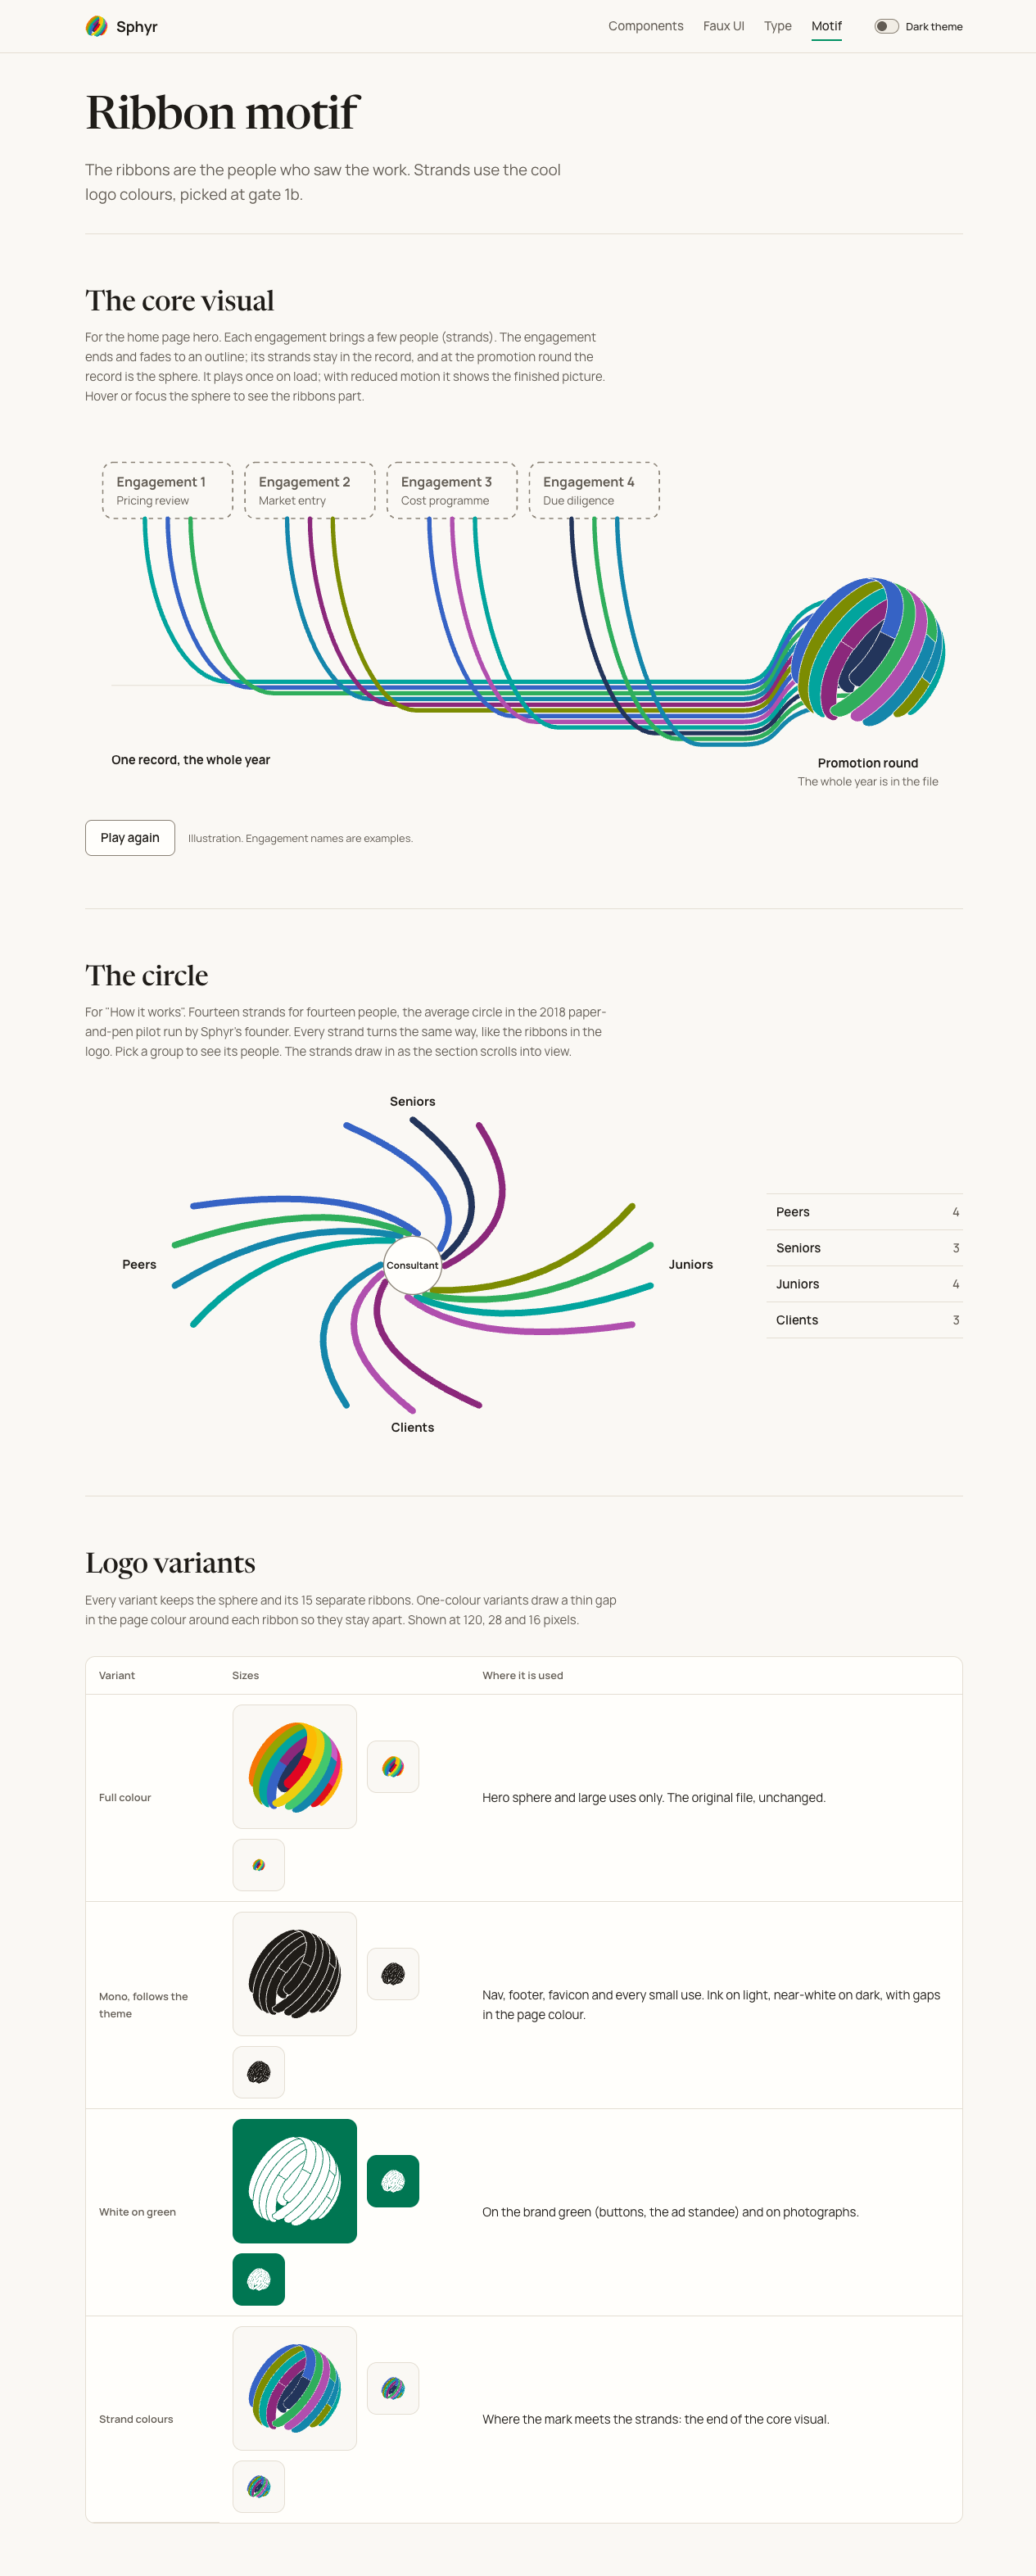 Sphyr
Components
Faux UI
Type
Motif
Dark theme
Ribbon motif
The ribbons are the people who saw the work. Strands use the cool
logo colours, picked at gate 1b.
The core visual
For the home page hero. Each engagement brings a few people (strands). The engagement
ends and fades to an outline; its strands stay in the record, and at the promotion round the
record is the sphere. It plays once on load; with reduced motion it shows the finished picture.
Hover or focus the sphere to see the ribbons part.
Engagement 1
Pricing review
Engagement 2
Market entry
Engagement 3
Cost programme
Engagement 4
Due diligence
One record, the whole year
Promotion round
The whole year is in the file
Play again
Illustration. Engagement names are examples.
The circle
For "How it works". Fourteen strands for fourteen people, the average circle in the 2018 paper-
and-pen pilot run by Sphyr's founder. Every strand turns the same way, like the ribbons in the
logo. Pick a group to see its people. The strands draw in as the section scrolls into view.
Seniors
Peers
Consultant
Juniors
Clients
Peers 4
Seniors 3
Juniors 4
Clients 3
Logo variants
Every variant keeps the sphere and its 15 separate ribbons. One-colour variants draw a thin gap
in the page colour around each ribbon so they stay apart. Shown at 120, 28 and 16 pixels.
Variant
Sizes
Where it is used
Full colour
Hero sphere and large uses only. The original file, unchanged.
Mono, follows the
theme
Nav, footer, favicon and every small use. Ink on light, near-white on dark, with gaps
in the page colour.
White on green
On the brand green (buttons, the ad standee) and on photographs.
Strand colours
Where the mark meets the strands: the end of the core visual.